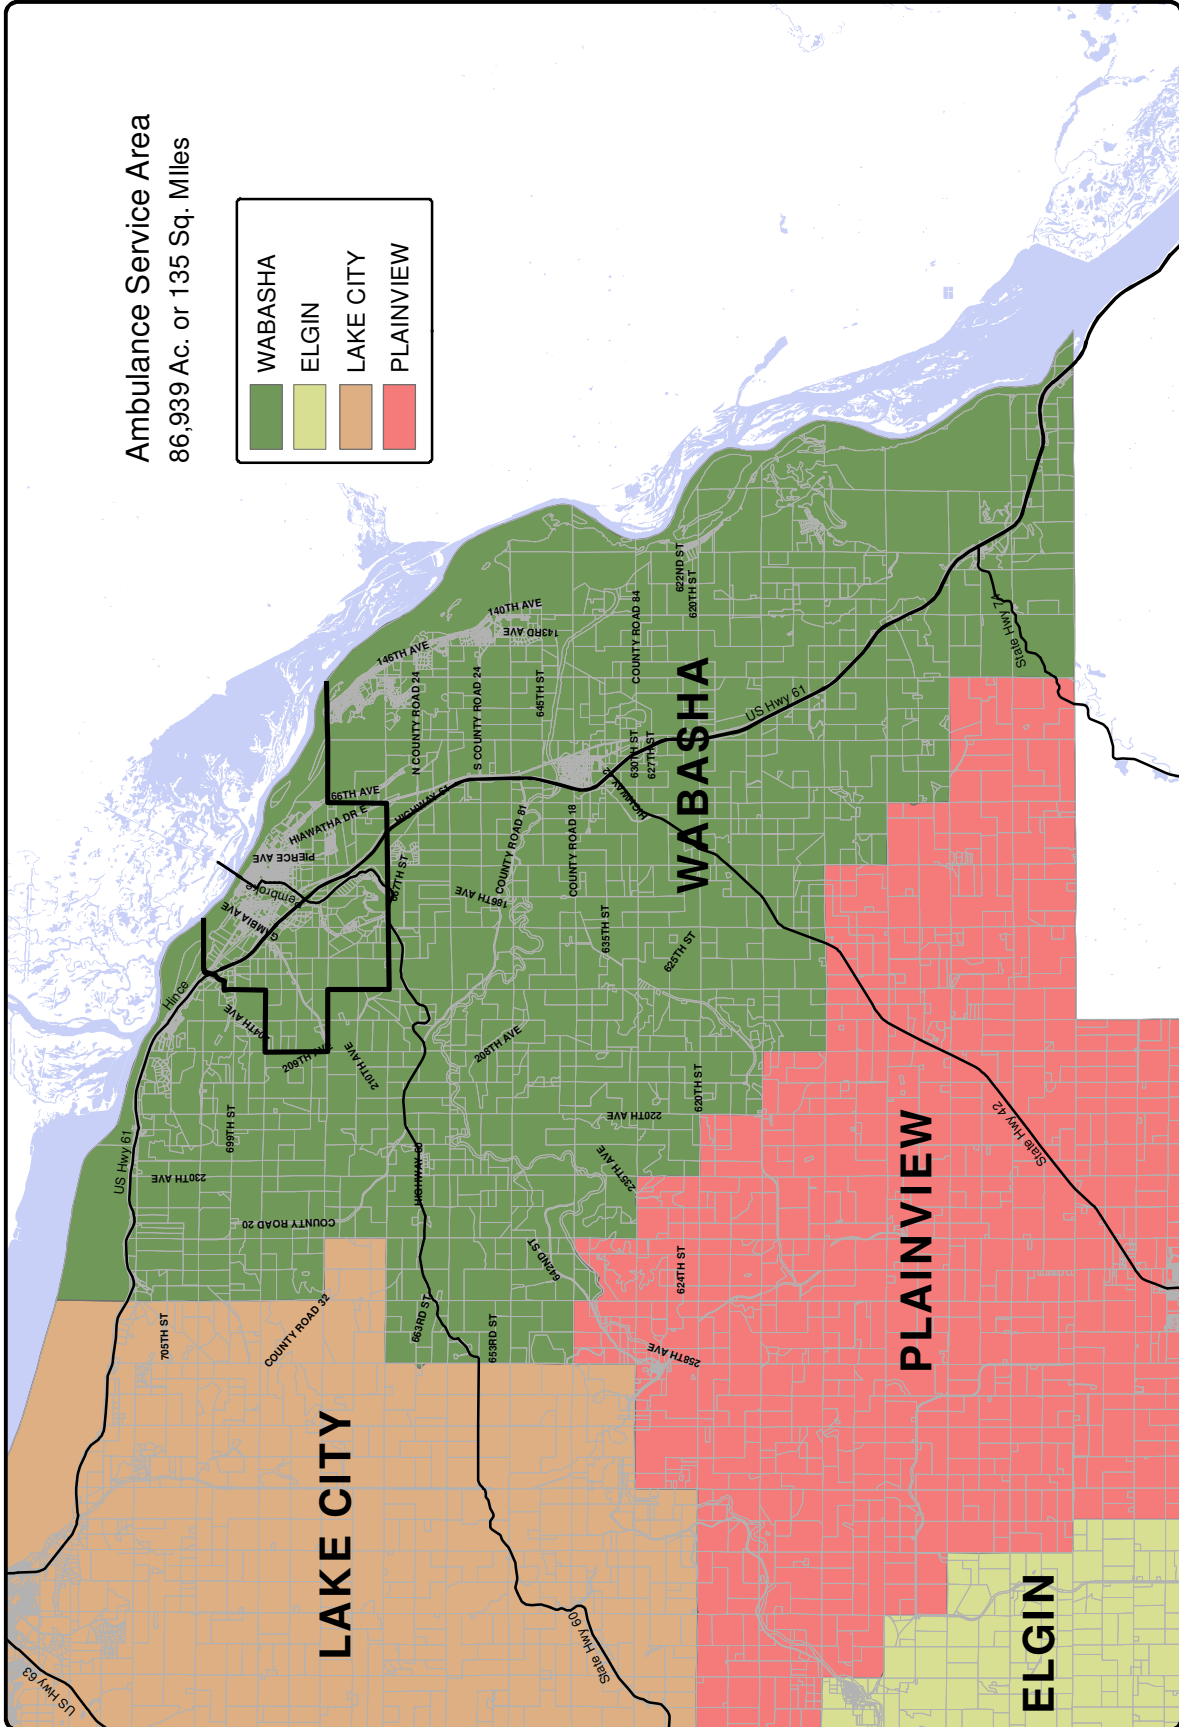 Ambulance Service Area
86,939 Ac. or 135 Sq. MIles
WABASHA
ELGIN
LAKE CITY
PLAINVIEW
US Hwy 63
US Hwy 61
Hince
705TH ST
230TH AVE
699TH ST
COUNTY ROAD 20
COUNTY ROAD 32
209TH AVE
210TH AVE
GAMBIA AVE
PIERCE AVE
HIAWATHA DR E
66TH AVE
146TH AVE
140TH AVE
143RD AVE
HIGHWAY 61
667TH ST
N COUNTY ROAD 24
S COUNTY ROAD 24
645TH ST
HIGHWAY 60
663RD ST
653RD ST
642ND ST
208TH AVE
186TH AVE
COUNTY ROAD 81
COUNTY ROAD 18
COUNTY ROAD 84
622ND ST
620TH ST
630TH ST
627TH ST
635TH ST
625TH ST
220TH AVE
235TH AVE
620TH ST
624TH ST
258TH AVE
US Hwy 61
State Hwy 74
State Hwy 42
State Hwy 60
WABASHA
LAKE CITY
PLAINVIEW
ELGIN